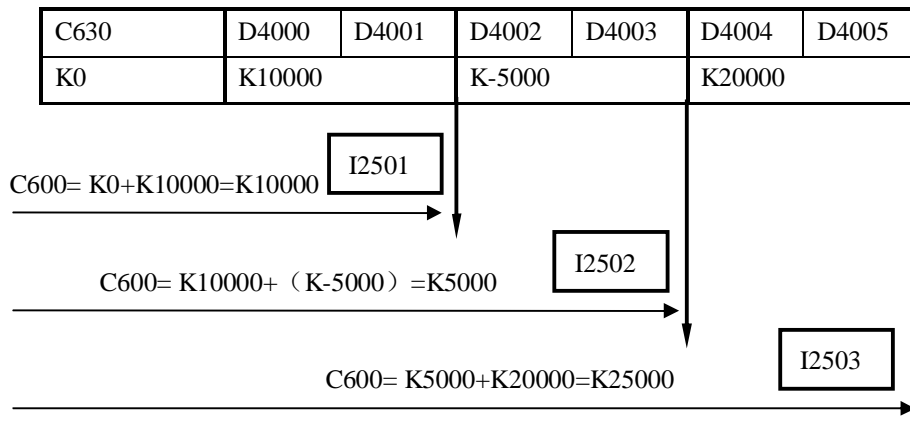 C630 D4000 D4001 D4002 D4003 D4004 D4005
K0 K10000 K-5000 K20000
I2501
C600= K0+K10000=K10000
I2502
C600= K10000+（K-5000）=K5000
I2503
C600= K5000+K20000=K25000